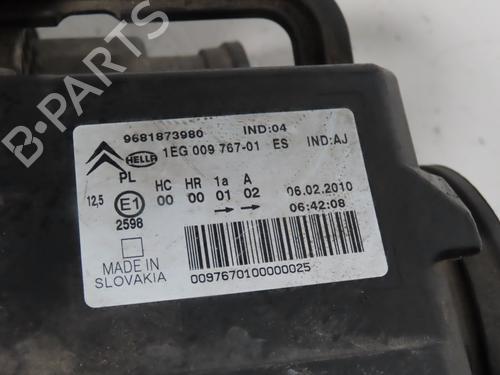 9681873980 IND:04
HELLA 1EG 009 767-01 ES IND:AJ
PL HC HR 1a A 06.02.2010
12,5 E1 00 00 01 02 06:42:08
2598
MADE IN
SLOVAKIA
0097670100000025
B-PARTS